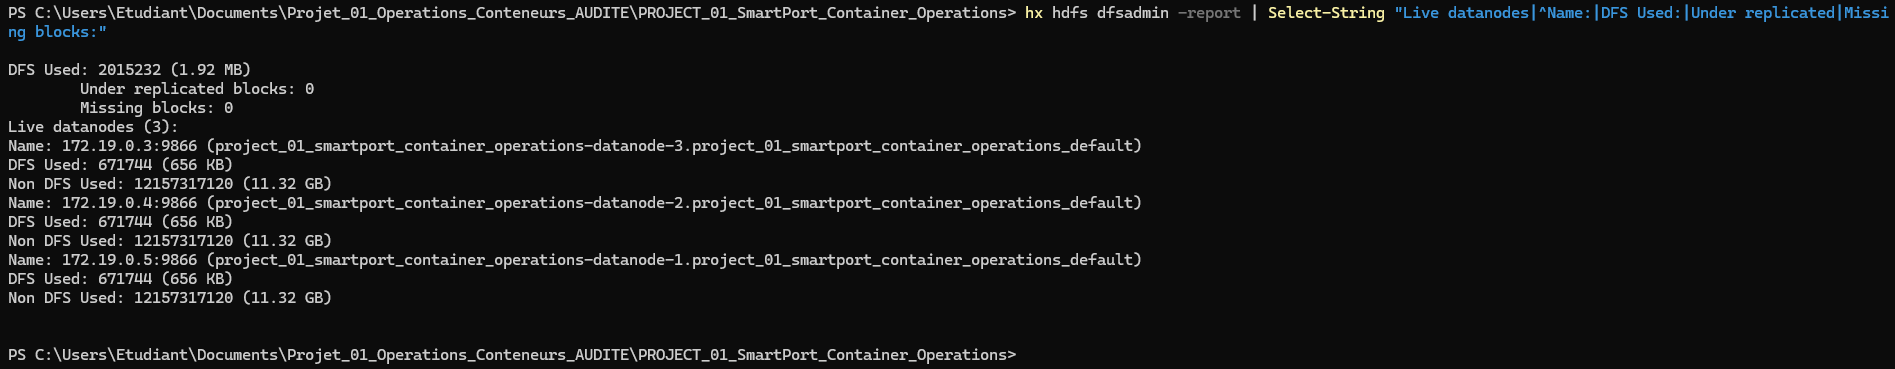 PS C:\Users\Etudiant\Documents\Projet_01_Operations_Conteneurs_AUDITE\PROJECT_01_SmartPort_Container_Operations> hx hdfs dfsadmin -report | Select-String "Live datanodes|^Name:|DFS Used:|Under replicated|Missi
ng blocks:"
DFS Used: 2015232 (1.92 MB)
Under replicated blocks: 0
Missing blocks: 0
Live datanodes (3):
Name: 172.19.0.3:9866 (project_01_smartport_container_operations-datanode-3.project_01_smartport_container_operations_default)
DFS Used: 671744 (656 KB)
Non DFS Used: 12157317120 (11.32 GB)
Name: 172.19.0.4:9866 (project_01_smartport_container_operations-datanode-2.project_01_smartport_container_operations_default)
DFS Used: 671744 (656 KB)
Non DFS Used: 12157317120 (11.32 GB)
Name: 172.19.0.5:9866 (project_01_smartport_container_operations-datanode-1.project_01_smartport_container_operations_default)
DFS Used: 671744 (656 KB)
Non DFS Used: 12157317120 (11.32 GB)
PS C:\Users\Etudiant\Documents\Projet_01_Operations_Conteneurs_AUDITE\PROJECT_01_SmartPort_Container_Operations>